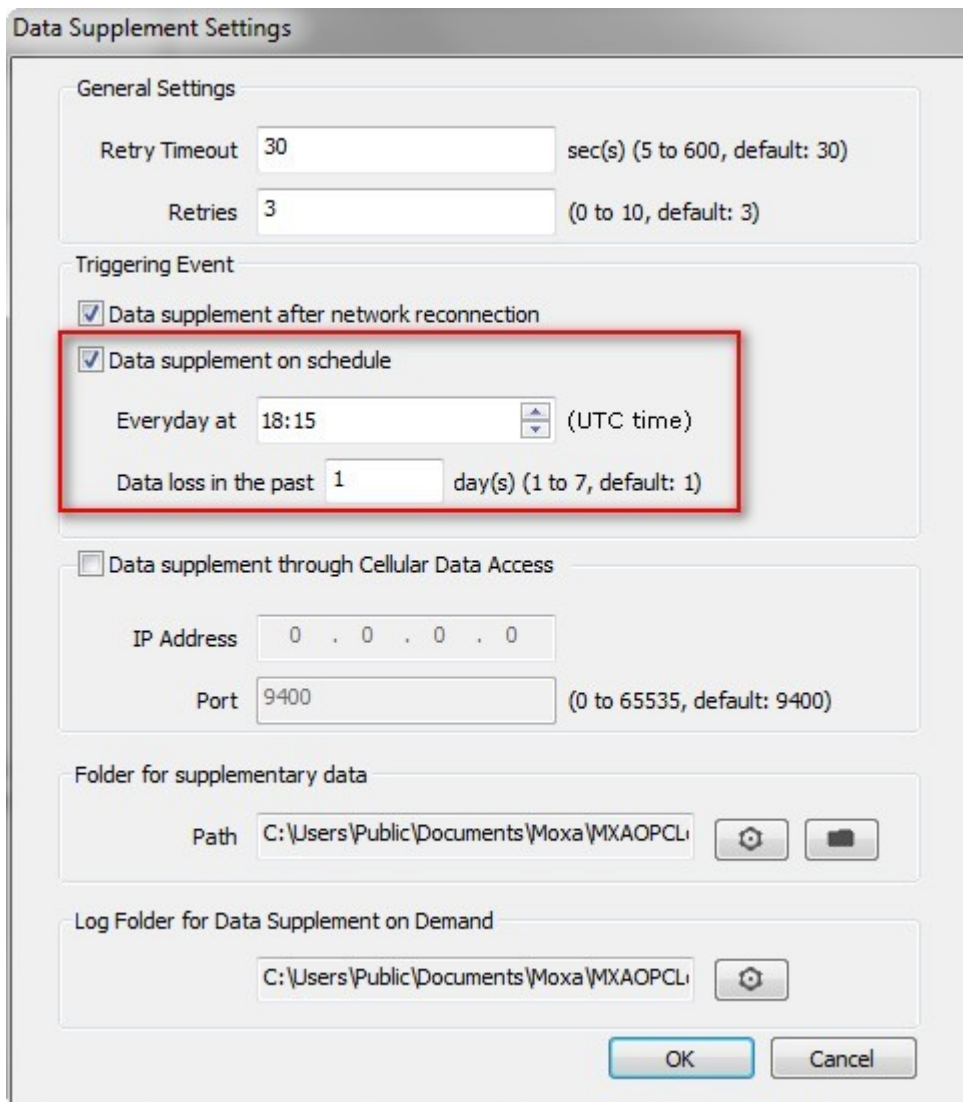 Data Supplement Settings
General Settings
Retry Timeout 30 sec(s) (5 to 600, default: 30)
Retries 3 (0 to 10, default: 3)
Triggering Event
Data supplement after network reconnection
Data supplement on schedule
Everyday at 18:15 (UTC time)
Data loss in the past 1 day(s) (1 to 7, default: 1)
Data supplement through Cellular Data Access
IP Address 0 . 0 . 0 . 0
Port 9400 (0 to 65535, default: 9400)
Folder for supplementary data
Path C:\Users\Public\Documents\Moxa\MXAOPCL
Log Folder for Data Supplement on Demand
C:\Users\Public\Documents\Moxa\MXAOPCL
OK Cancel